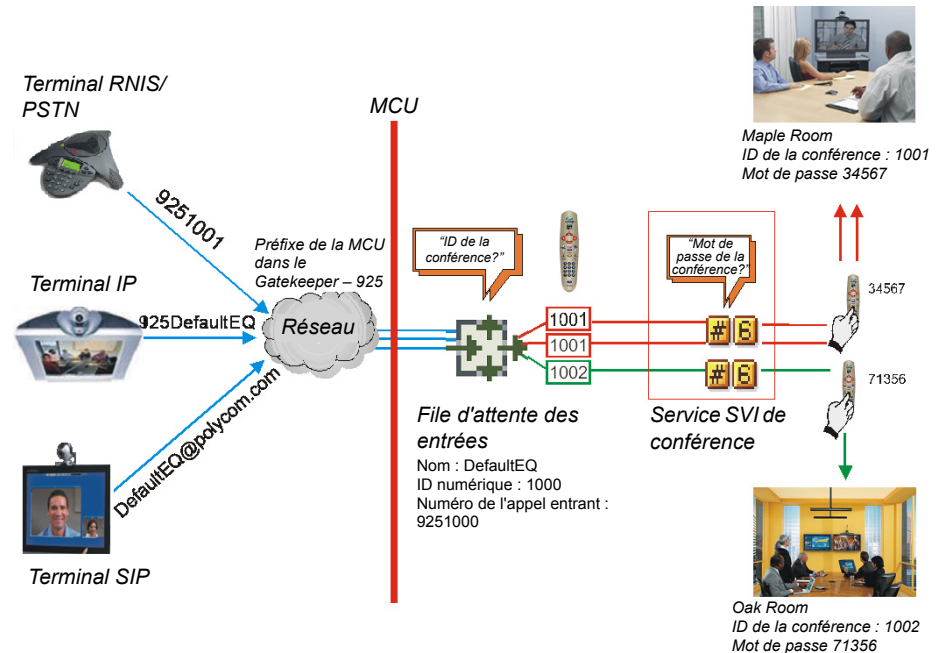 Terminal RNIS/
PSTN
MCU
9251001
Préfixe de la MCU
dans le
Gatekeeper – 925
Terminal IP
925DefaultEQ
Réseau
DefaultEQ@polycom.com
Terminal SIP
"ID de la
conférence?"
1001
1001
1002
File d'attente des
entrées
Nom : DefaultEQ
ID numérique : 1000
Numéro de l'appel entrant :
9251000
"Mot de
passe de la
conférence?"
# 6
# 6
Service SVI de
conférence
Maple Room
ID de la conférence : 1001
Mot de passe 34567
34567
71356
Oak Room
ID de la conférence : 1002
Mot de passe 71356